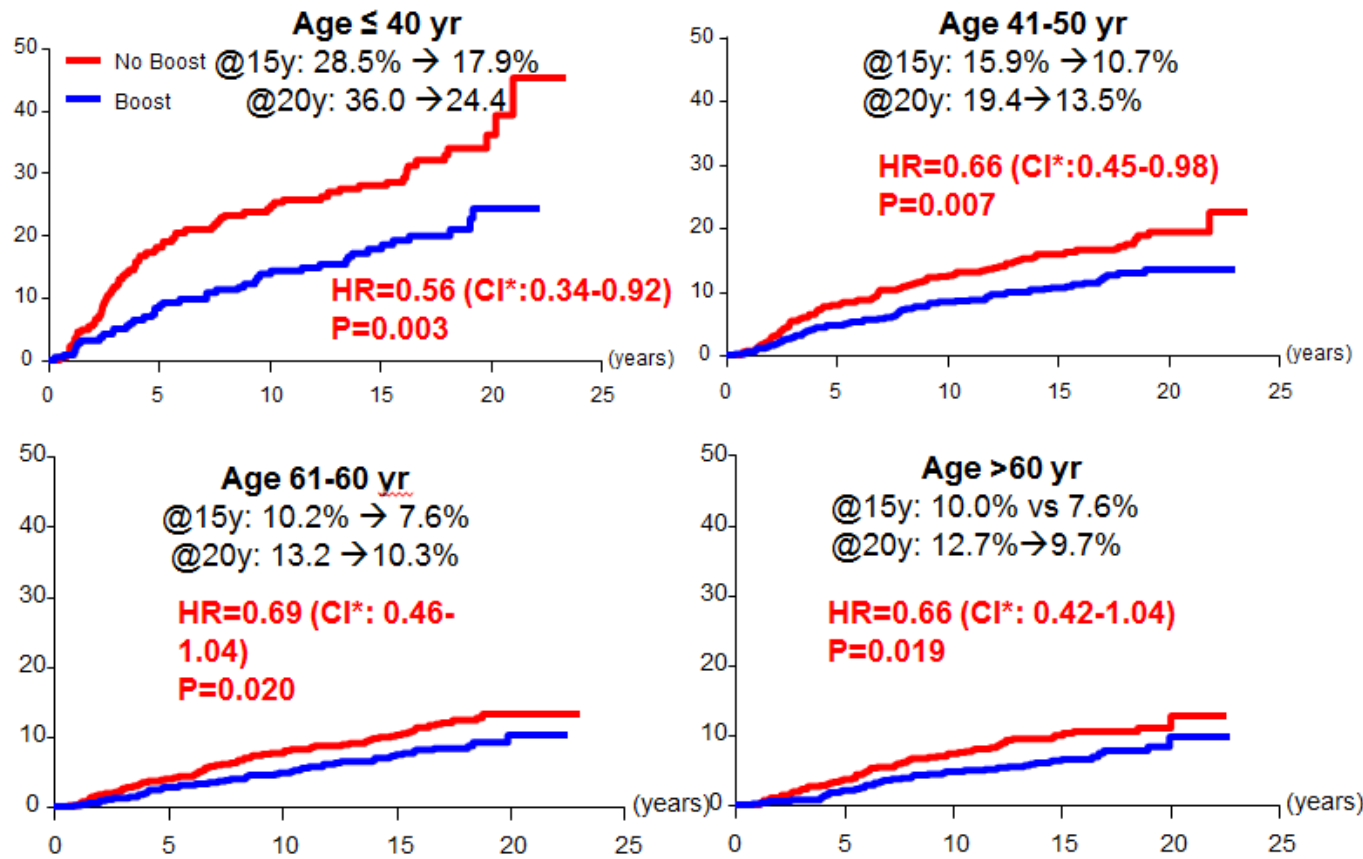 Age ≤ 40 yr
@15y: 28.5% → 17.9%
@20y: 36.0 →24.4
No Boost
Boost
HR=0.56 (CI*:0.34-0.92)
P=0.003
50
40
30
20
10
0
0 5 10 15 20 25
(years)
Age 41-50 yr
@15y: 15.9% →10.7%
@20y: 19.4→13.5%
HR=0.66 (CI*:0.45-0.98)
P=0.007
50
40
30
20
10
0
0 5 10 15 20 25
(years)
Age 61-60 yr
@15y: 10.2% → 7.6%
@20y: 13.2 →10.3%
HR=0.69 (CI*: 0.46-
1.04)
P=0.020
50
40
30
20
10
0
0 5 10 15 20 25
(years)
Age >60 yr
@15y: 10.0% vs 7.6%
@20y: 12.7%→9.7%
HR=0.66 (CI*: 0.42-1.04)
P=0.019
50
40
30
20
10
0
0 5 10 15 20 25
(years)